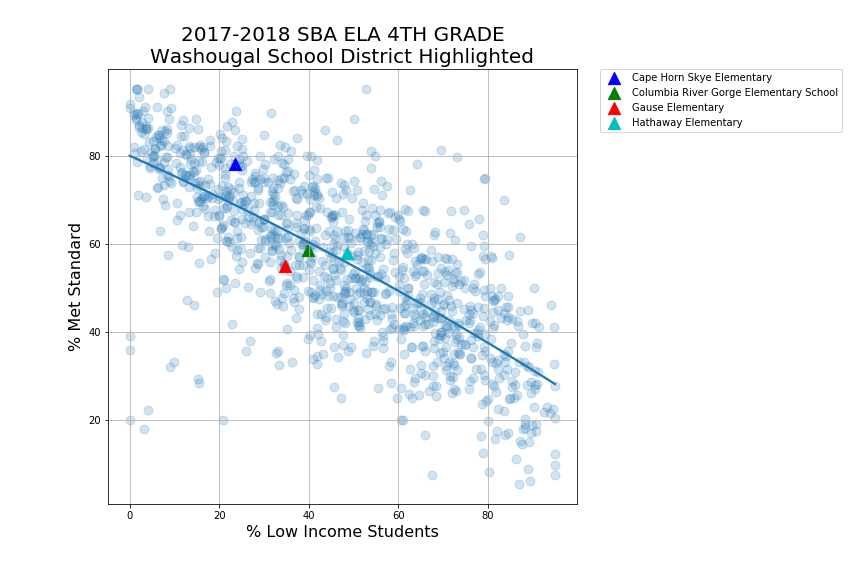 2017-2018 SBA ELA 4TH GRADE
Washougal School District Highlighted
Cape Horn Skye Elementary
Columbia River Gorge Elementary School
Gause Elementary
Hathaway Elementary
% Met Standard
80
60
40
20
0 20 40 60 80
% Low Income Students